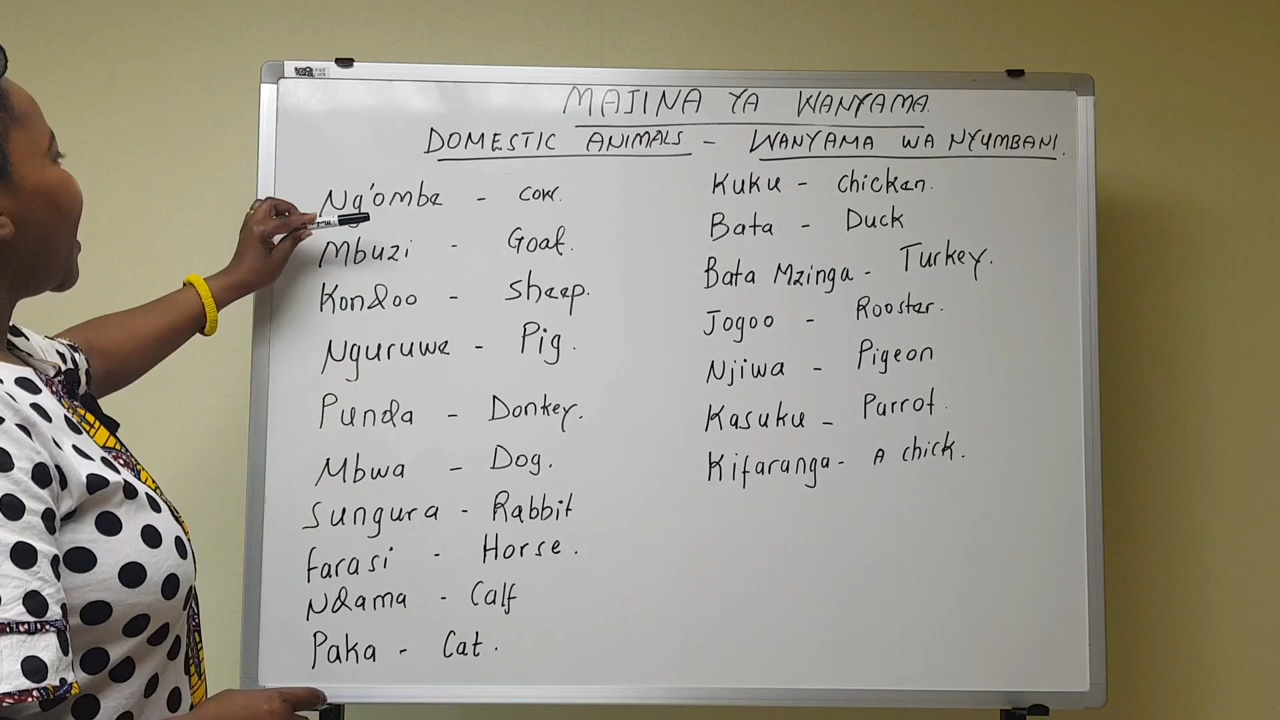 MAJINA YA WANYAMA.
DOMESTIC ANIMALS - WANYAMA WA NYUMBANI.
Ng'ombe - cow.
Mbuzi - Goat.
Kondoo - sheep.
Nguruwe - Pig.
Punda - Donkey.
Mbwa - Dog.
Sungura - Rabbit
farasi - Horse.
Ndama - Calf
Paka - Cat.
Kuku - chicken.
Bata - Duck
Bata Mzinga - Turkey.
Jogoo - Rooster.
Njiwa - Pigeon
Kasuku - Parrot.
Kifaranga - A chick.